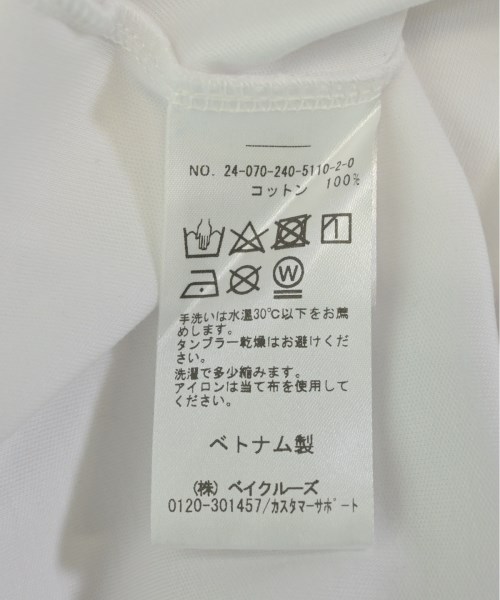 NO. 24-070-240-5110-2-0
コットン 100%
W
手洗いは水温30℃以下をお薦
めします。
タンブラー乾燥はお避けくだ
さい。
洗濯で多少縮みます。
アイロンは当て布を使用して
ください。
ベトナム製
(株) ベイクルーズ
0120-301457/ｶｽﾀﾏｰｻﾎﾟｰﾄ